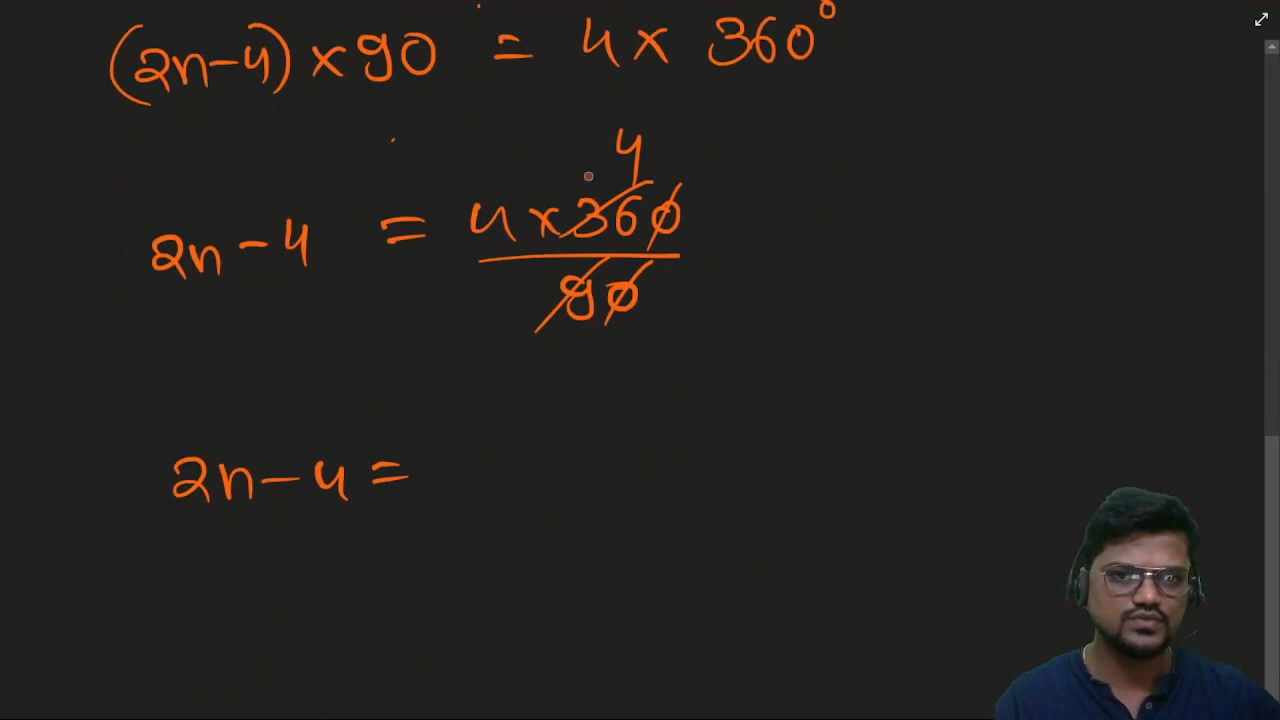 (2n-4) × 90 = 4 × 360°
4
2n - 4 = 4 × 360
90
2n - 4 =